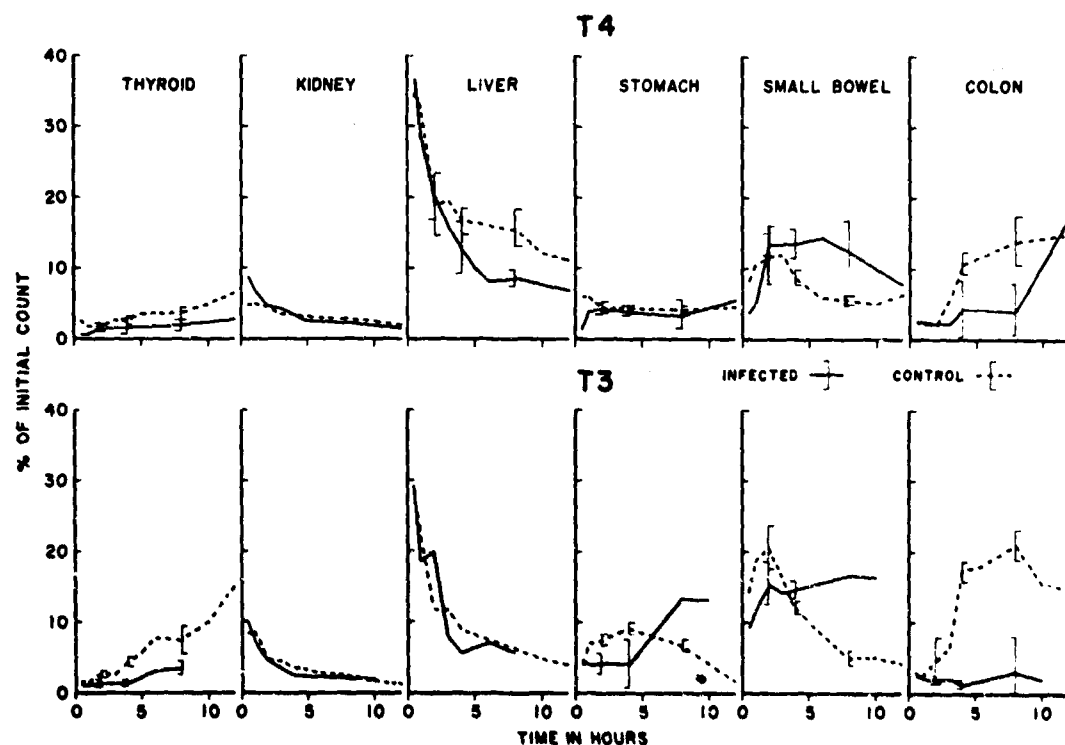 T4
40
30
20
10
0
THYROID
KIDNEY
LIVER
STOMACH
SMALL BOWEL
COLON
% OF INITIAL COUNT
T3
INFECTED
CONTROL
40
30
20
10
0
0 5 10
0 5 10
0 5 10
0 5 10
0 5 10
0 5 10
TIME IN HOURS